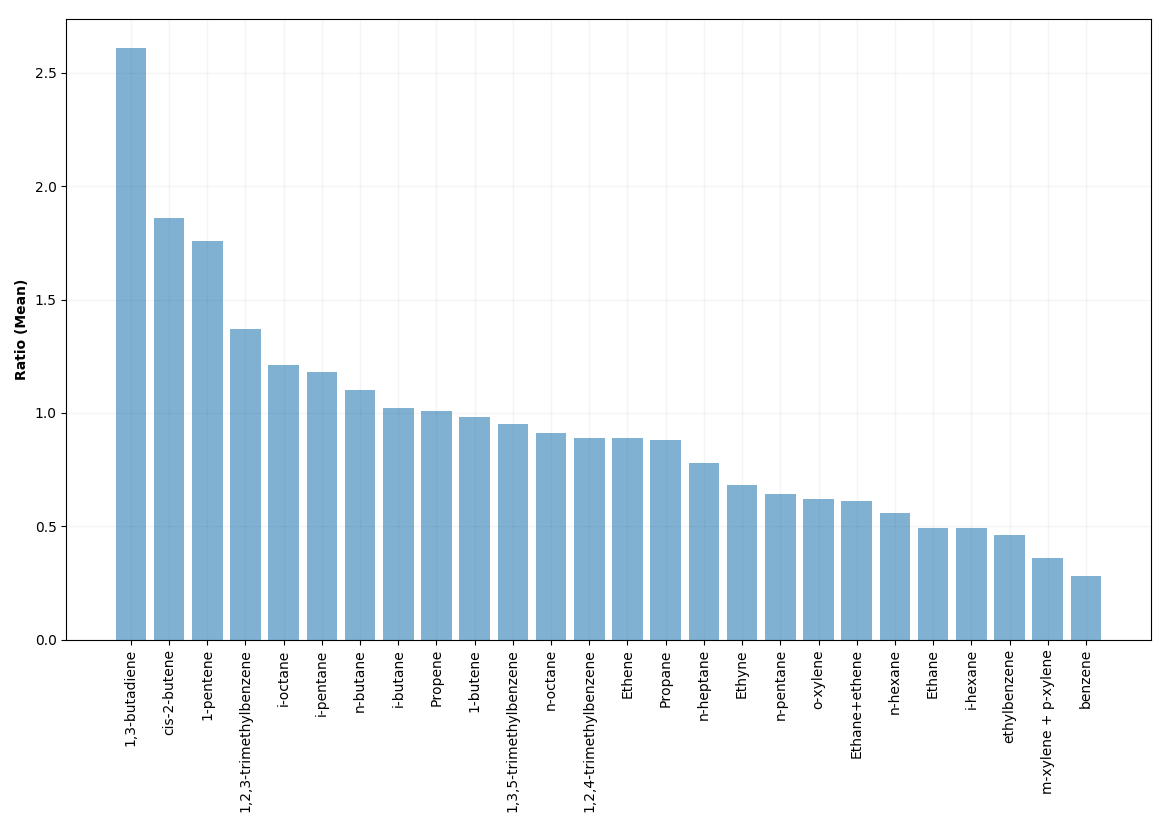 Ratio (Mean)
2.5
2.0
1.5
1.0
0.5
0.0
1,3-butadiene
cis-2-butene
1-pentene
1,2,3-trimethylbenzene
i-octane
i-pentane
n-butane
i-butane
Propene
1-butene
1,3,5-trimethylbenzene
n-octane
1,2,4-trimethylbenzene
Ethene
Propane
n-heptane
Ethyne
n-pentane
o-xylene
Ethane+ethene
n-hexane
Ethane
i-hexane
ethylbenzene
m-xylene + p-xylene
benzene